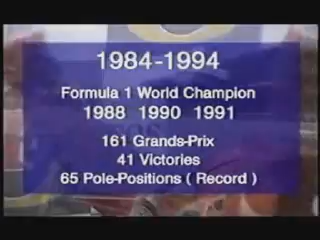 1984-1994
Formula 1 World Champion
1988 1990 1991
161 Grands-Prix
41 Victories
65 Pole-Positions ( Record )